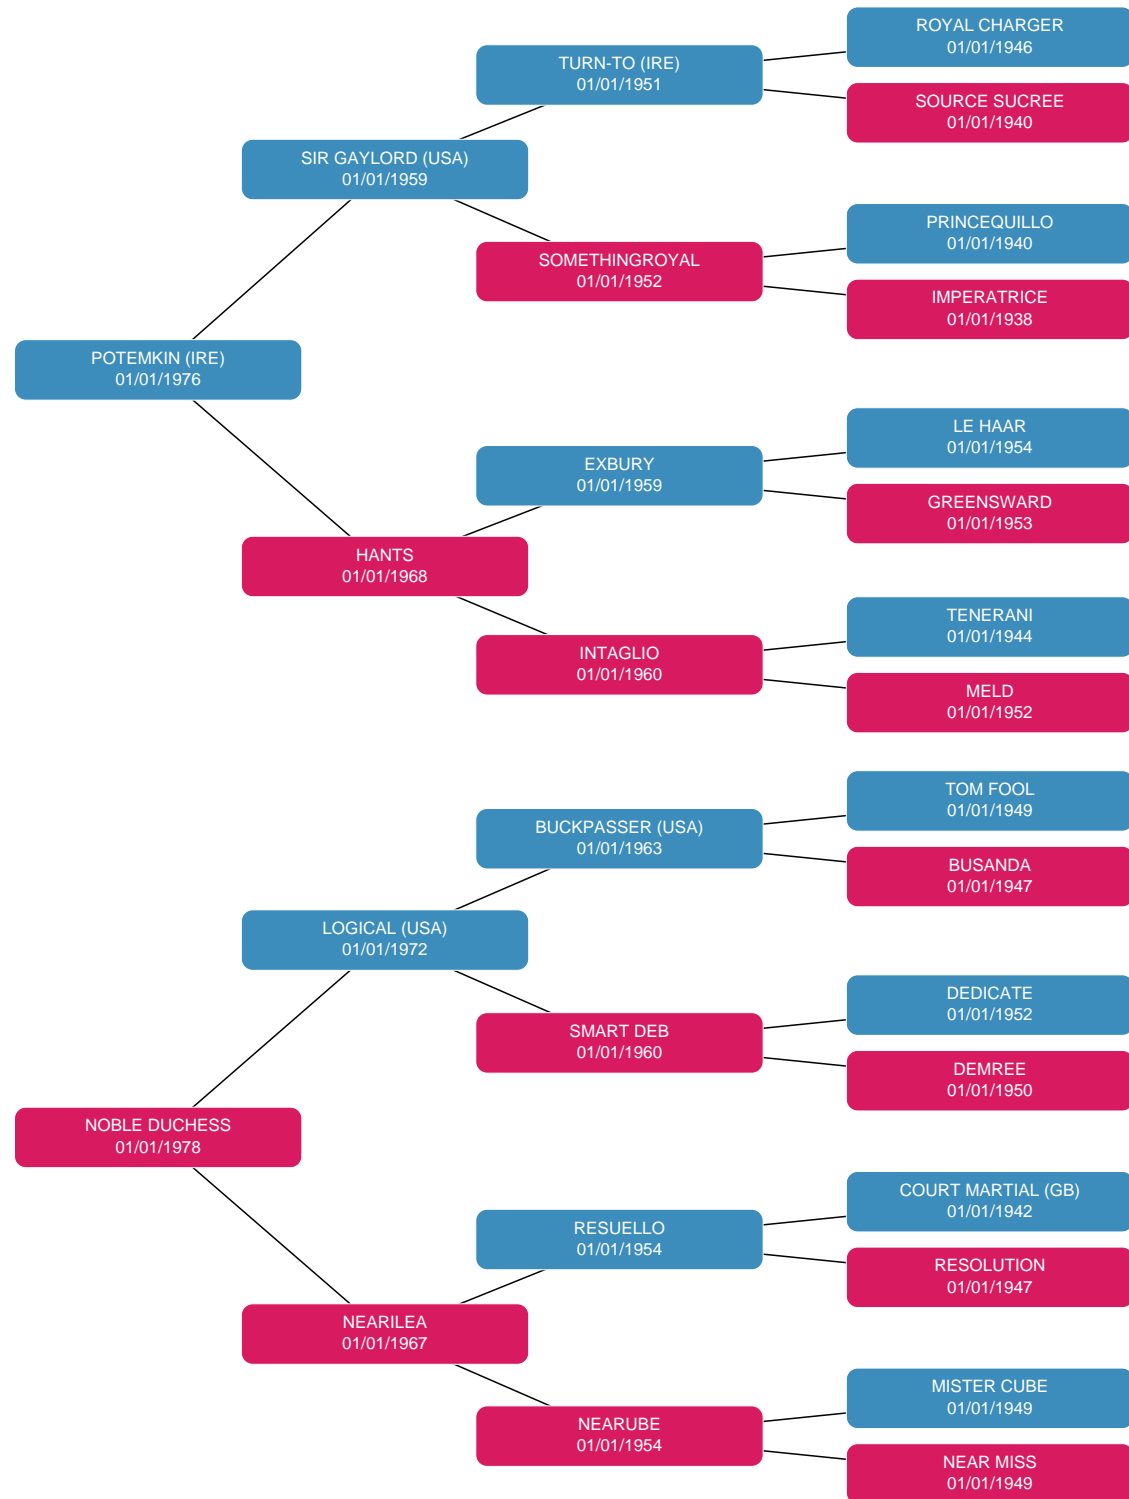 ROYAL CHARGER
01/01/1946
TURN-TO (IRE)
01/01/1951
SOURCE SUCREE
01/01/1940
SIR GAYLORD (USA)
01/01/1959
PRINCEQUILLO
01/01/1940
SOMETHINGROYAL
01/01/1952
IMPERATRICE
01/01/1938
POTEMKIN (IRE)
01/01/1976
LE HAAR
01/01/1954
EXBURY
01/01/1959
GREENSWARD
01/01/1953
HANTS
01/01/1968
TENERANI
01/01/1944
INTAGLIO
01/01/1960
MELD
01/01/1952
TOM FOOL
01/01/1949
BUCKPASSER (USA)
01/01/1963
BUSANDA
01/01/1947
LOGICAL (USA)
01/01/1972
DEDICATE
01/01/1952
SMART DEB
01/01/1960
DEMREE
01/01/1950
NOBLE DUCHESS
01/01/1978
COURT MARTIAL (GB)
01/01/1942
RESUELLO
01/01/1954
RESOLUTION
01/01/1947
NEARILEA
01/01/1967
MISTER CUBE
01/01/1949
NEARUBE
01/01/1954
NEAR MISS
01/01/1949